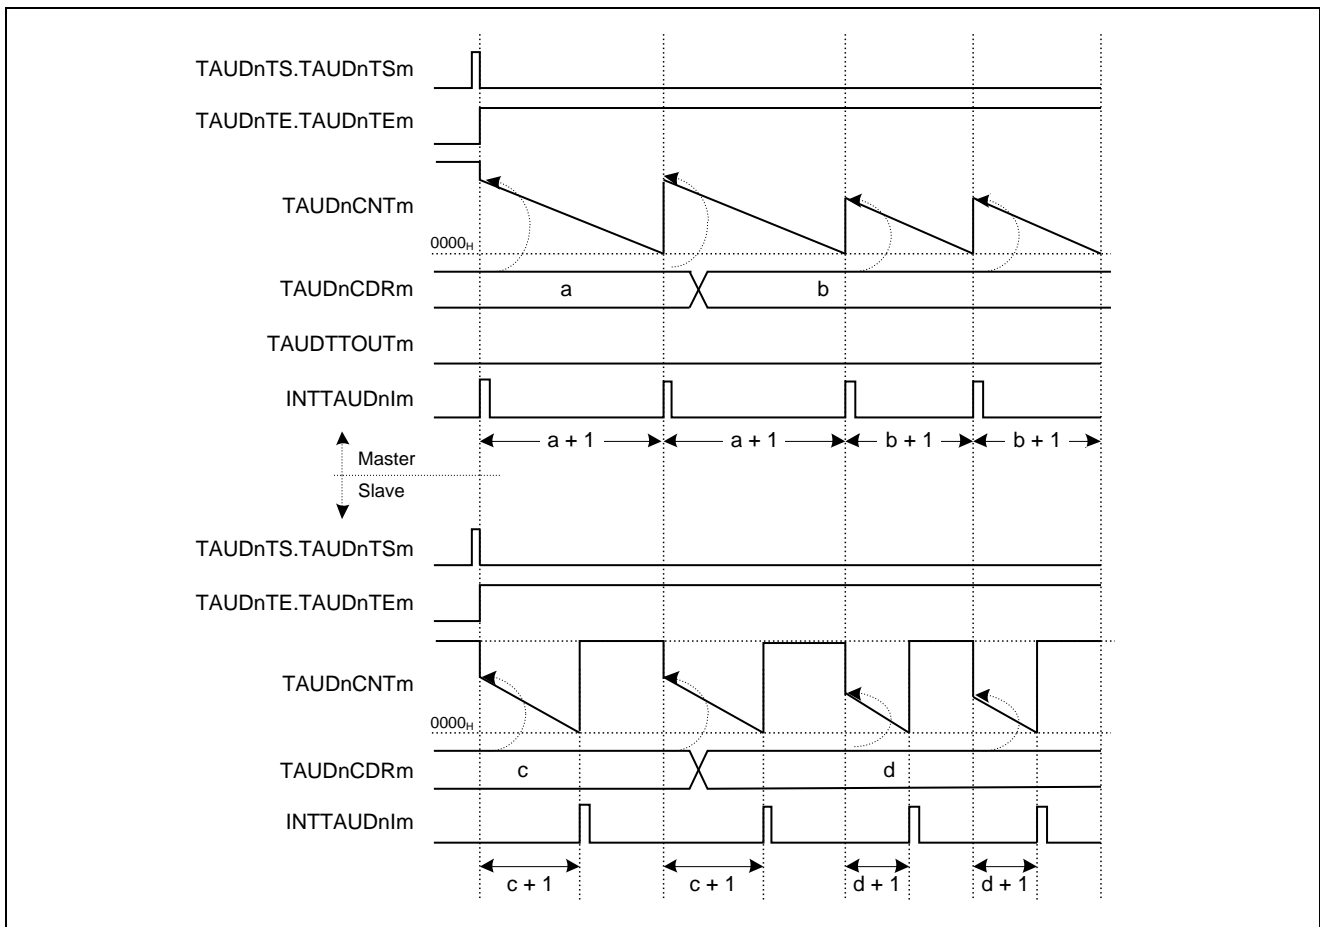 TAUDnTS.TAUDnTSm
TAUDnTE.TAUDnTEm
TAUDnCNTm
0000H
TAUDnCDRm
a
b
TAUDTTOUTm
INTTAUDnIm
a + 1
a + 1
b + 1
b + 1
Master
Slave
TAUDnTS.TAUDnTSm
TAUDnTE.TAUDnTEm
TAUDnCNTm
0000H
TAUDnCDRm
c
d
INTTAUDnIm
c + 1
c + 1
d + 1
d + 1